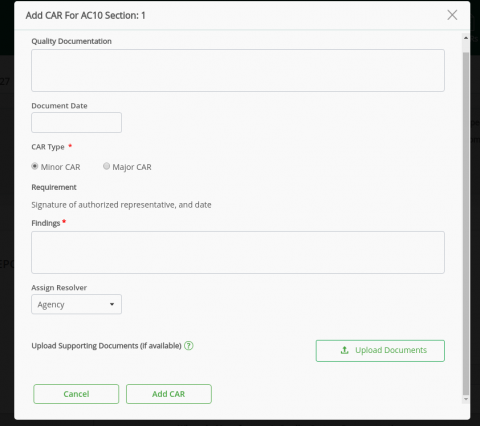 Add CAR For AC10 Section: 1
Quality Documentation
27
Document Date
CAR Type *
Minor CAR Major CAR
Requirement
Signature of authorized representative, and date
Findings *
Assign Resolver
Agency
Upload Supporting Documents (if available) ?
Upload Documents
Cancel Add CAR